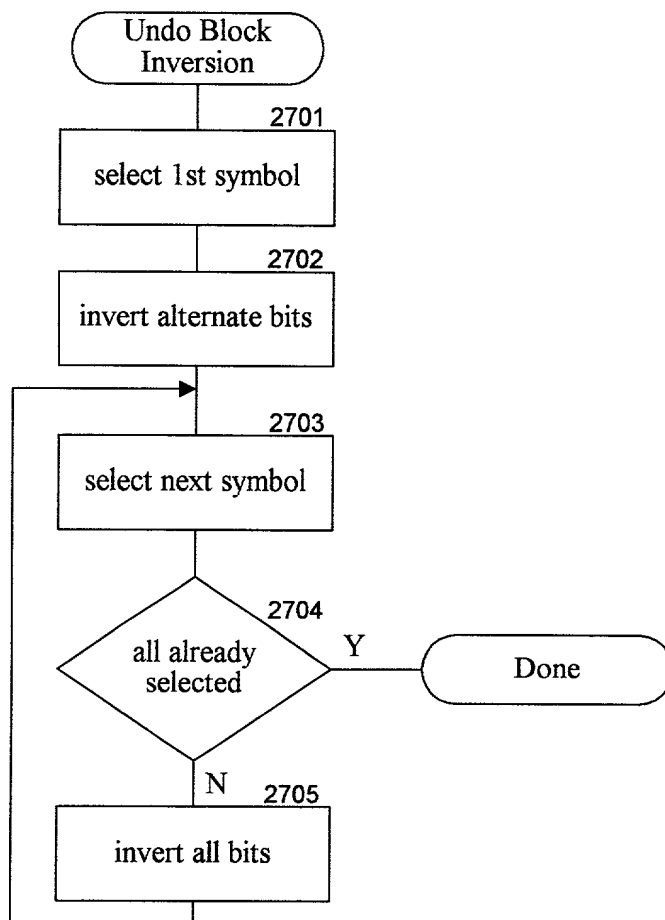 Undo Block
Inversion
2701
select 1st symbol
2702
invert alternate bits
2703
select next symbol
2704
all already
selected
Y
Done
N
2705
invert all bits